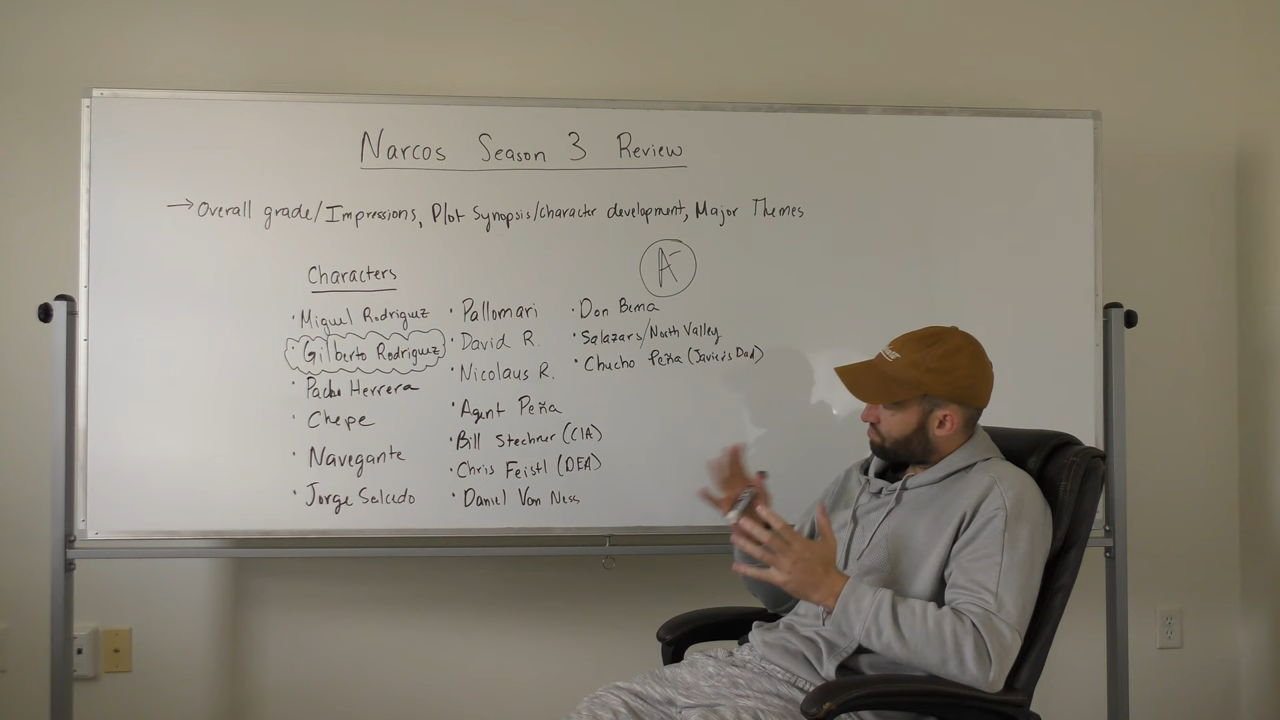 Narcos Season 3 Review
→ Overall grade/Impressions, Plot Synopsis/character development, Major Themes
A-
Characters
· Miguel Rodriguez
· Gilberto Rodriguez
· Pacho Herrera
· Chepe
· Navegante
· Jorge Salcedo
· Pallomari
· David R.
· Nicolaus R.
· Agent Peña
· Bill Stechner (CIA)
· Chris Feistl (DEA)
· Daniel Van Ness
· Don Berna
· Salazars/North Valley
· Chucho Peña (Javier's Dad)